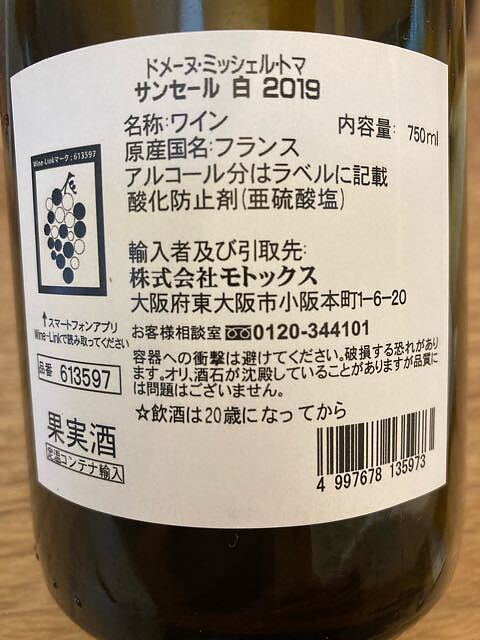 ドメーヌ・ミッシェル・トマ
サンセール 白 2019
名称:ワイン 内容量: 750ml
原産国名:フランス
アルコール分はラベルに記載
酸化防止剤(亜硫酸塩)
Wine-Linkマーク:613597
輸入者及び引取先:
株式会社モトックス
大阪府東大阪市小阪本町1-6-20
お客様相談室 0120-344101
↑スマートフォンアプリ
Wine-Linkで読み取ってください
容器への衝撃は避けてください。破損する恐れがあり
ます。オリ、酒石が沈殿していることがありますが品質に
は問題はございません。
品番 613597
☆飲酒は20歳になってから
果実酒
定温コンテナ輸入
4 997678 135973